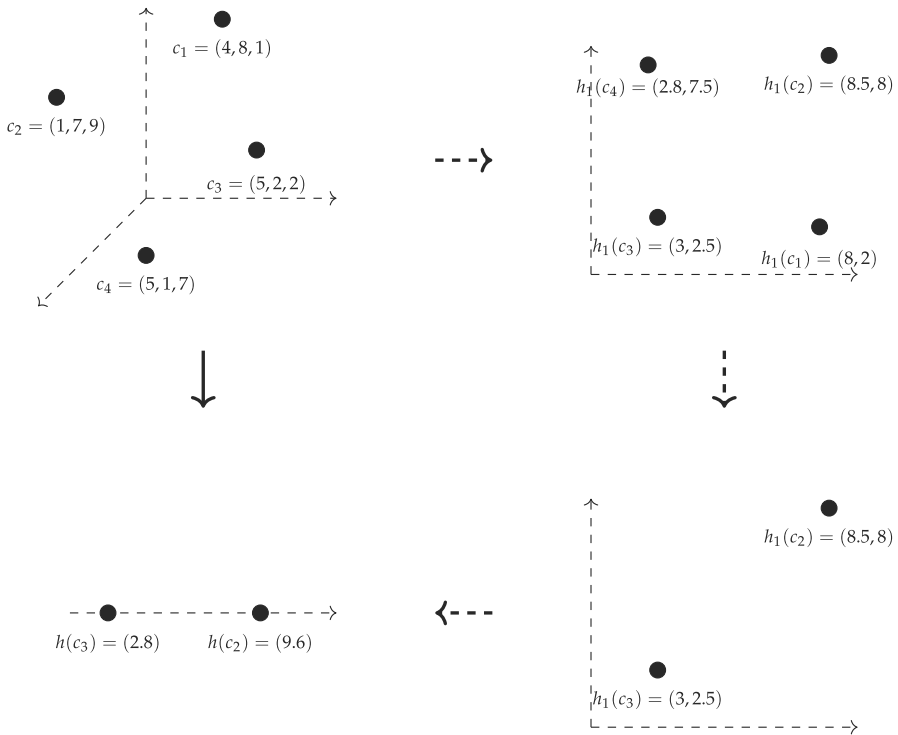 c₁ = (4, 8, 1)
c₂ = (1, 7, 9)
c₃ = (5, 2, 2)
c₄ = (5, 1, 7)
h₁(c₄) = (2.8, 7.5)
h₁(c₂) = (8.5, 8)
h₁(c₃) = (3, 2.5)
h₁(c₁) = (8, 2)
h(c₃) = (2.8)
h(c₂) = (9.6)
h₁(c₂) = (8.5, 8)
h₁(c₃) = (3, 2.5)